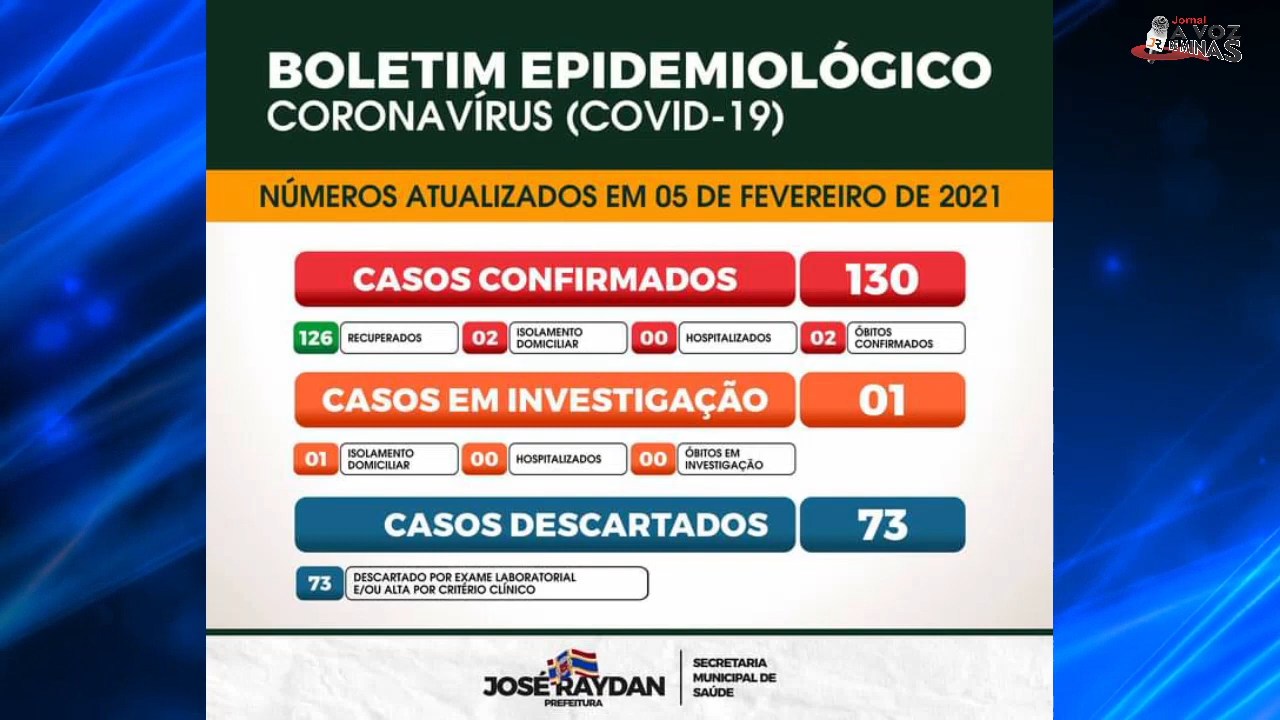 Jornal
A VOZ
DE MINAS
BOLETIM EPIDEMIOLÓGICO
CORONAVÍRUS (COVID-19)
NÚMEROS ATUALIZADOS EM 05 DE FEVEREIRO DE 2021
CASOS CONFIRMADOS 130
126 RECUPERADOS
02 ISOLAMENTO
DOMICILIAR
00 HOSPITALIZADOS
02 ÓBITOS
CONFIRMADOS
CASOS EM INVESTIGAÇÃO 01
01 ISOLAMENTO
DOMICILIAR
00 HOSPITALIZADOS
00 ÓBITOS EM
INVESTIGAÇÃO
CASOS DESCARTADOS 73
73 DESCARTADO POR EXAME LABORATORIAL
E/OU ALTA POR CRITÉRIO CLÍNICO
JOSÉ RAYDAN
PREFEITURA
SECRETARIA
MUNICIPAL DE
SAÚDE